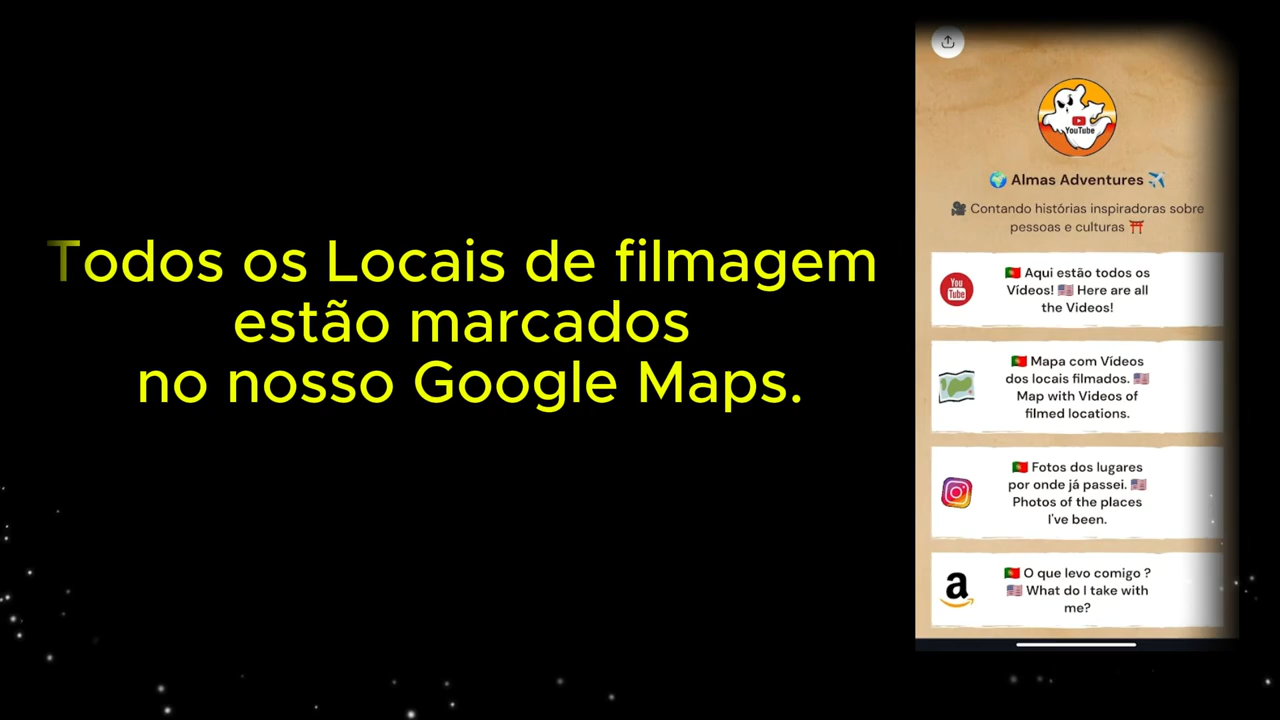 Todos os Locais de filmagem
estão marcados
no nosso Google Maps.
YouTube
🌍 Almas Adventures ✈️
🎥 Contando histórias inspiradoras sobre
pessoas e culturas ⛩️
You
Tube
🇵🇹 Aqui estão todos os
Vídeos! 🇺🇸 Here are all
the Videos!
🇵🇹 Mapa com Vídeos
dos locais filmados. 🇺🇸
Map with Videos of
filmed locations.
🇵🇹 Fotos dos lugares
por onde já passei. 🇺🇸
Photos of the places
I've been.
a
🇵🇹 O que levo comigo ?
🇺🇸 What do I take with
me?